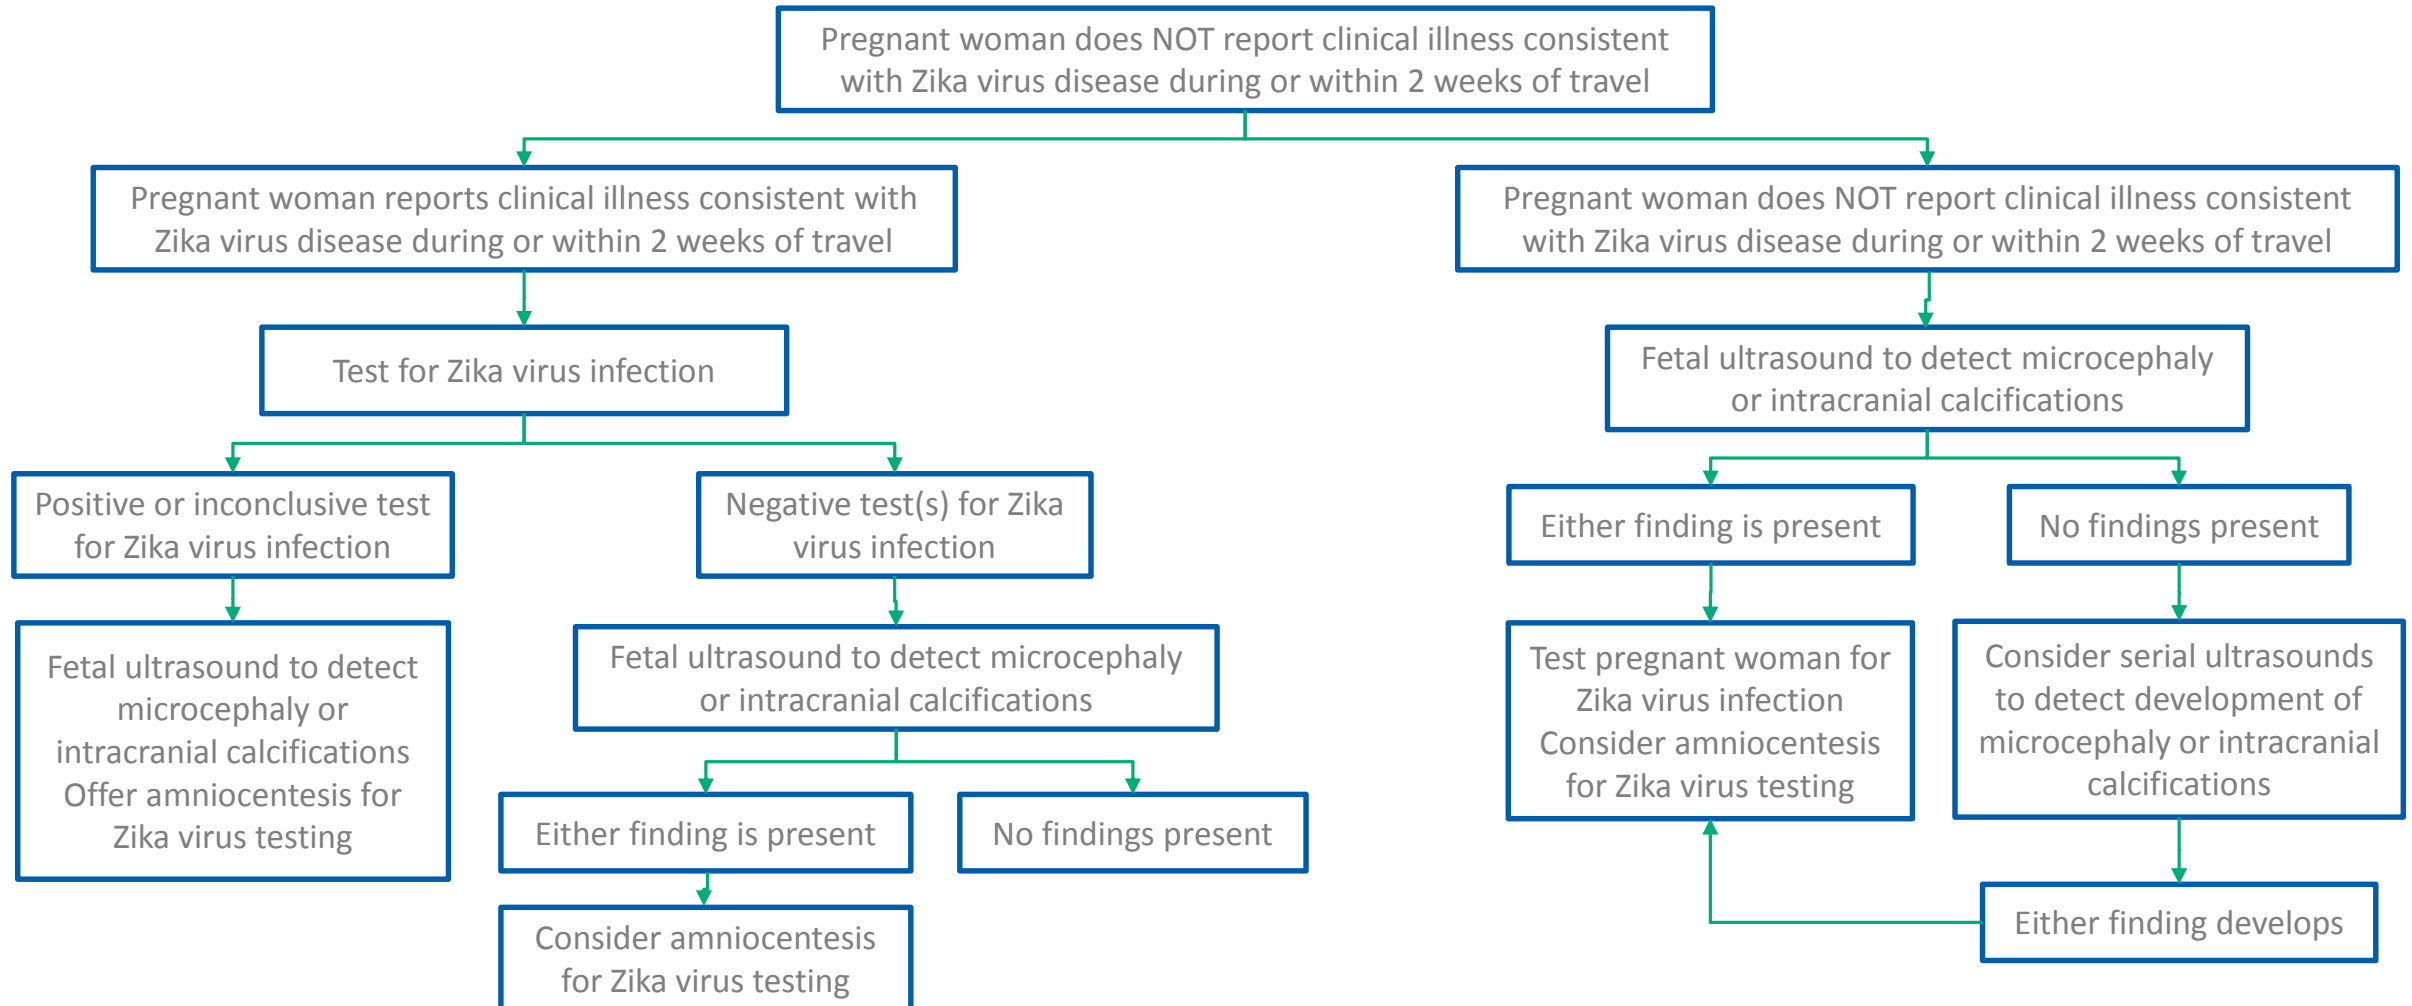 Pregnant woman does NOT report clinical illness consistent
with Zika virus disease during or within 2 weeks of travel
Pregnant woman reports clinical illness consistent with
Zika virus disease during or within 2 weeks of travel
Test for Zika virus infection
Positive or inconclusive test
for Zika virus infection
Fetal ultrasound to detect
microcephaly or
intracranial calcifications
Offer amniocentesis for
Zika virus testing
Negative test(s) for Zika
virus infection
Fetal ultrasound to detect microcephaly
or intracranial calcifications
Either finding is present
Consider amniocentesis
for Zika virus testing
No findings present
Pregnant woman does NOT report clinical illness consistent
with Zika virus disease during or within 2 weeks of travel
Fetal ultrasound to detect microcephaly
or intracranial calcifications
Either finding is present
Test pregnant woman for
Zika virus infection
Consider amniocentesis
for Zika virus testing
No findings present
Consider serial ultrasounds
to detect development of
microcephaly or intracranial
calcifications
Either finding develops